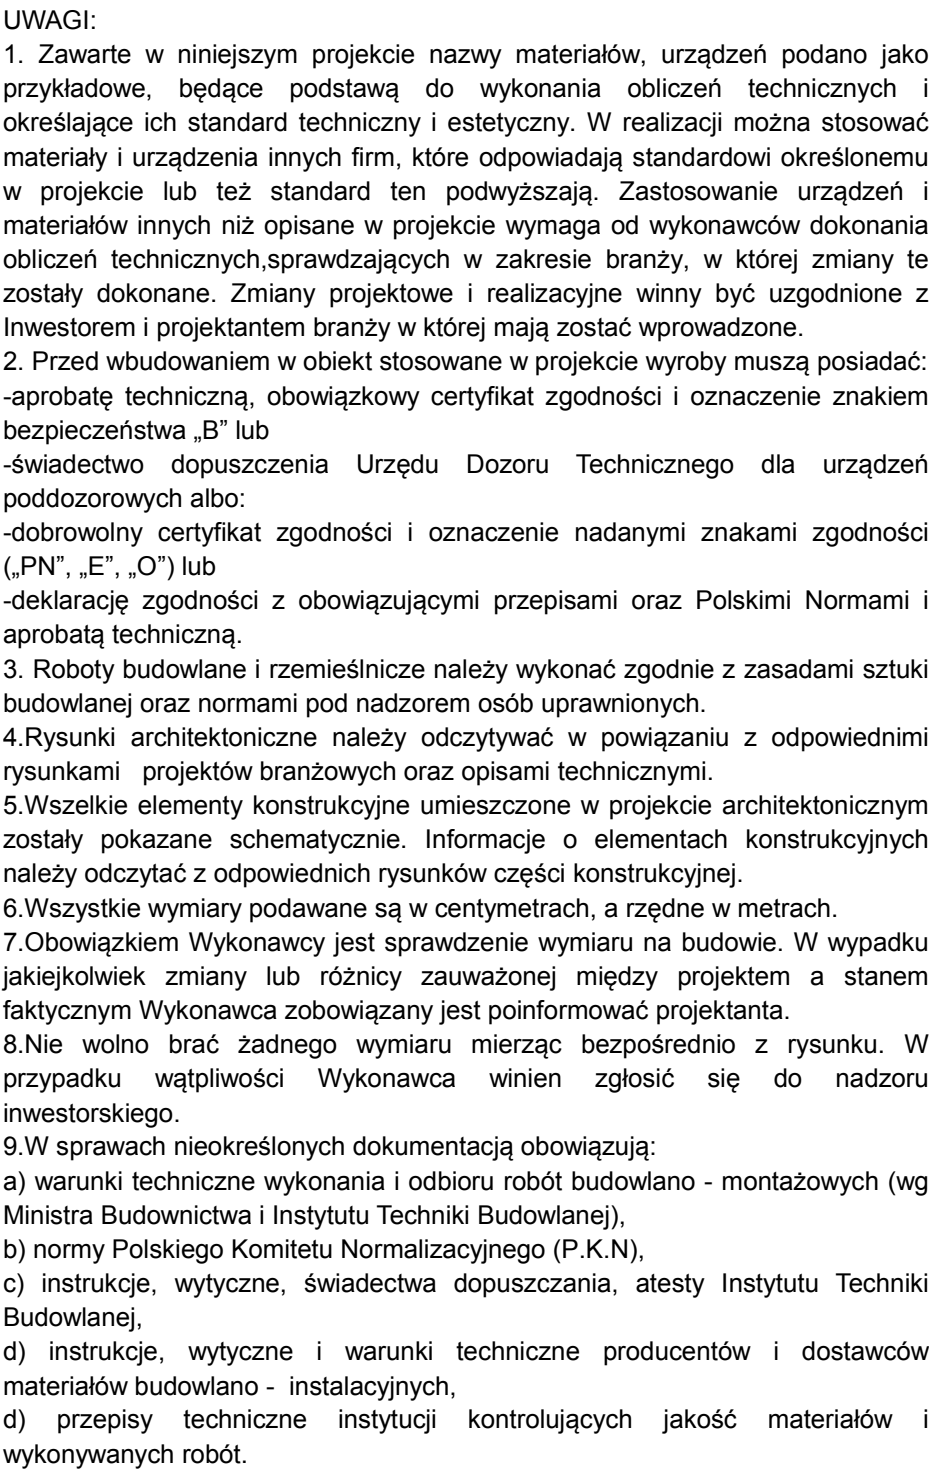 UWAGI:
1. Zawarte w niniejszym projekcie nazwy materiałów, urządzeń podano jako
przykładowe, będące podstawą do wykonania obliczeń technicznych i
określające ich standard techniczny i estetyczny. W realizacji można stosować
materiały i urządzenia innych firm, które odpowiadają standardowi określonemu
w projekcie lub też standard ten podwyższają. Zastosowanie urządzeń i
materiałów innych niż opisane w projekcie wymaga od wykonawców dokonania
obliczeń technicznych,sprawdzających w zakresie branży, w której zmiany te
zostały dokonane. Zmiany projektowe i realizacyjne winny być uzgodnione z
Inwestorem i projektantem branży w której mają zostać wprowadzone.
2. Przed wbudowaniem w obiekt stosowane w projekcie wyroby muszą posiadać:
-aprobatę techniczną, obowiązkowy certyfikat zgodności i oznaczenie znakiem
bezpieczeństwa „B” lub
-świadectwo dopuszczenia Urzędu Dozoru Technicznego dla urządzeń
poddozorowych albo:
-dobrowolny certyfikat zgodności i oznaczenie nadanymi znakami zgodności
(„PN”, „E”, „O”) lub
-deklarację zgodności z obowiązującymi przepisami oraz Polskimi Normami i
aprobatą techniczną.
3. Roboty budowlane i rzemieślnicze należy wykonać zgodnie z zasadami sztuki
budowlanej oraz normami pod nadzorem osób uprawnionych.
4.Rysunki architektoniczne należy odczytywać w powiązaniu z odpowiednimi
rysunkami projektów branżowych oraz opisami technicznymi.
5.Wszelkie elementy konstrukcyjne umieszczone w projekcie architektonicznym
zostały pokazane schematycznie. Informacje o elementach konstrukcyjnych
należy odczytać z odpowiednich rysunków części konstrukcyjnej.
6.Wszystkie wymiary podawane są w centymetrach, a rzędne w metrach.
7.Obowiązkiem Wykonawcy jest sprawdzenie wymiaru na budowie. W wypadku
jakiejkolwiek zmiany lub różnicy zauważonej między projektem a stanem
faktycznym Wykonawca zobowiązany jest poinformować projektanta.
8.Nie wolno brać żadnego wymiaru mierząc bezpośrednio z rysunku. W
przypadku wątpliwości Wykonawca winien zgłosić się do nadzoru
inwestorskiego.
9.W sprawach nieokreślonych dokumentacją obowiązują:
a) warunki techniczne wykonania i odbioru robót budowlano - montażowych (wg
Ministra Budownictwa i Instytutu Techniki Budowlanej),
b) normy Polskiego Komitetu Normalizacyjnego (P.K.N),
c) instrukcje, wytyczne, świadectwa dopuszczania, atesty Instytutu Techniki
Budowlanej,
d) instrukcje, wytyczne i warunki techniczne producentów i dostawców
materiałów budowlano - instalacyjnych,
d) przepisy techniczne instytucji kontrolujących jakość materiałów i
wykonywanych robót.